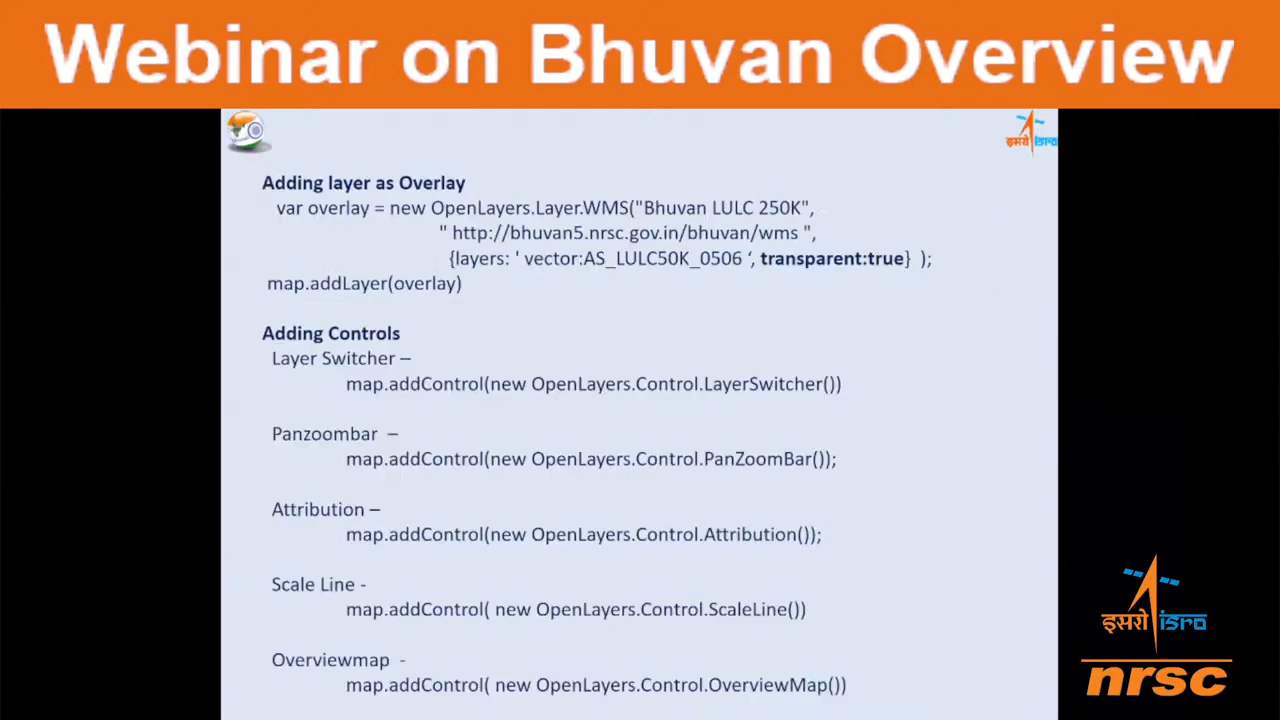 Webinar on Bhuvan Overview
इसरो isro
Adding layer as Overlay
var overlay = new OpenLayers.Layer.WMS("Bhuvan LULC 250K",
" http://bhuvan5.nrsc.gov.in/bhuvan/wms ",
{layers: ' vector:AS_LULC50K_0506 ‘, transparent:true} );
map.addLayer(overlay)
Adding Controls
Layer Switcher –
map.addControl(new OpenLayers.Control.LayerSwitcher())
Panzoombar –
map.addControl(new OpenLayers.Control.PanZoomBar());
Attribution –
map.addControl(new OpenLayers.Control.Attribution());
Scale Line -
map.addControl( new OpenLayers.Control.ScaleLine())
Overviewmap -
map.addControl( new OpenLayers.Control.OverviewMap())
इसरो isro
nrsc